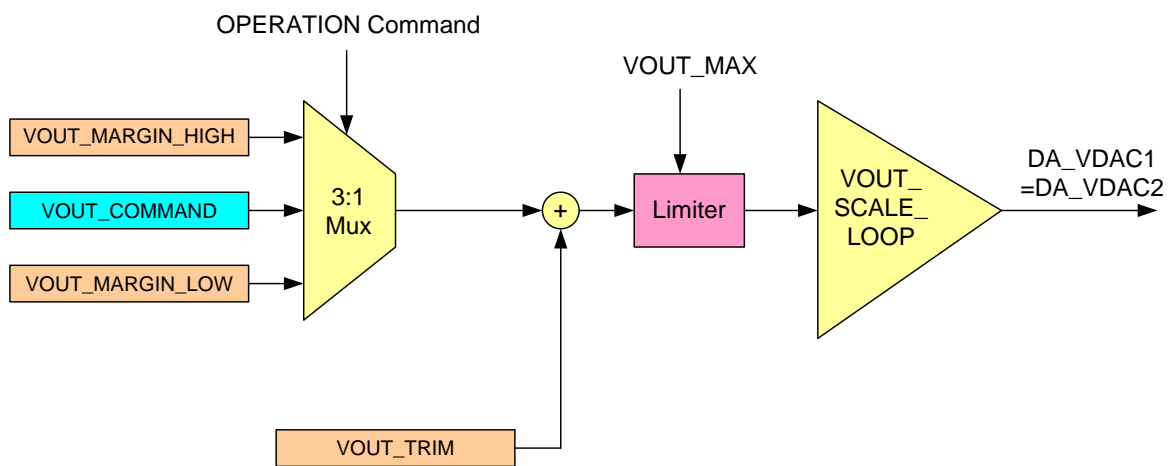 OPERATION Command
VOUT_MAX
VOUT_MARGIN_HIGH
VOUT_COMMAND
VOUT_MARGIN_LOW
3:1
Mux
+
Limiter
VOUT_
SCALE_
LOOP
DA_VDAC1
=DA_VDAC2
VOUT_TRIM